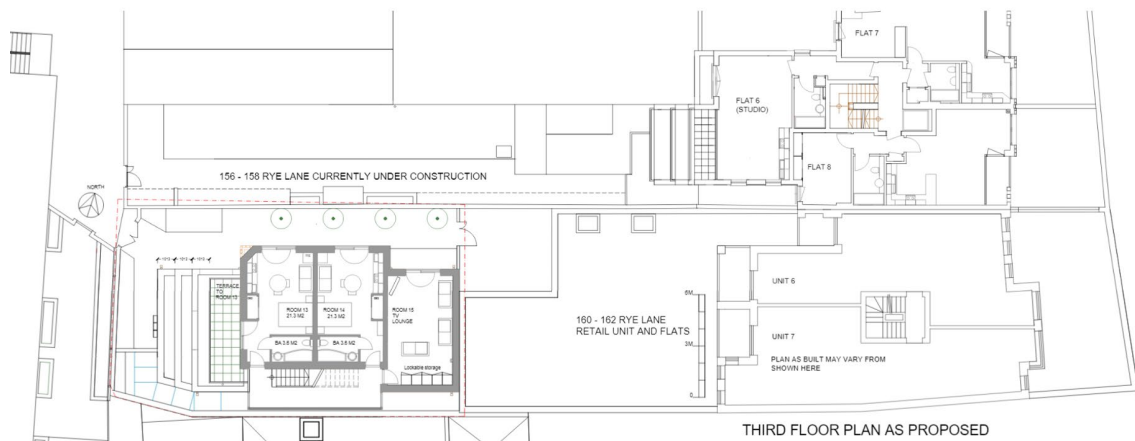 FLAT 7
FLAT 6
(STUDIO)
FLAT 8
156 - 158 RYE LANE CURRENTLY UNDER CONSTRUCTION
NORTH
TERRACE
TO
ROOM 13
ROOM 13
21.3 M2
ROOM 14
21.3 M2
ROOM 15
TV
LOUNGE
BA 3.6 M2
BA 3.6 M2
Lockable storage
160 - 162 RYE LANE
RETAIL UNIT AND FLATS
6M
3M
0
UNIT 6
UNIT 7
PLAN AS BUILT MAY VARY FROM
SHOWN HERE
THIRD FLOOR PLAN AS PROPOSED